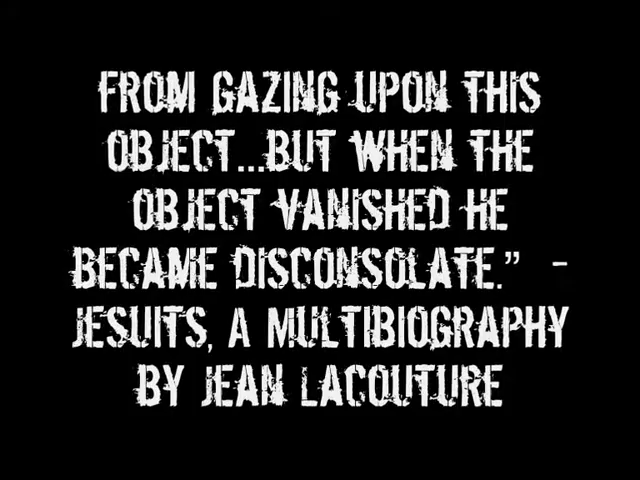 FROM GAZING UPON THIS
OBJECT...BUT WHEN THE
OBJECT VANISHED HE
BECAME DISCONSOLATE.” -
JESUITS, A MULTIBIOGRAPHY
BY JEAN LACOUTURE